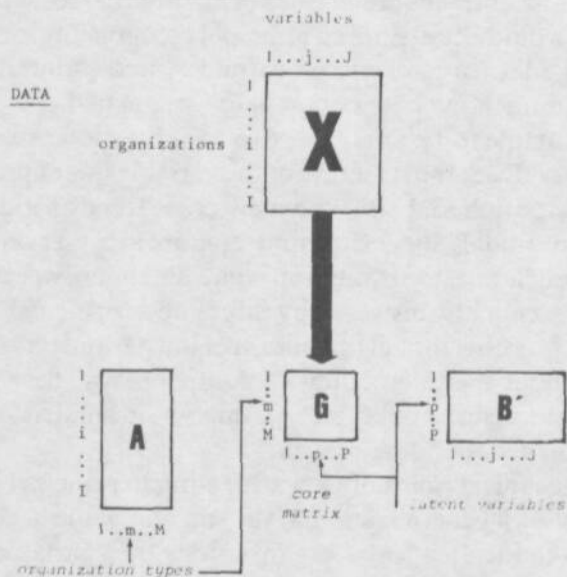 variables
1...j...J
DATA
1
:
organizations i
:
I
X
1
:
i
:
I
A
1
:
m
:
M
G
1
:
p
:
P
B´
1..m..M
1..p..P
1...j...J
core
matrix
latent variables
organization types